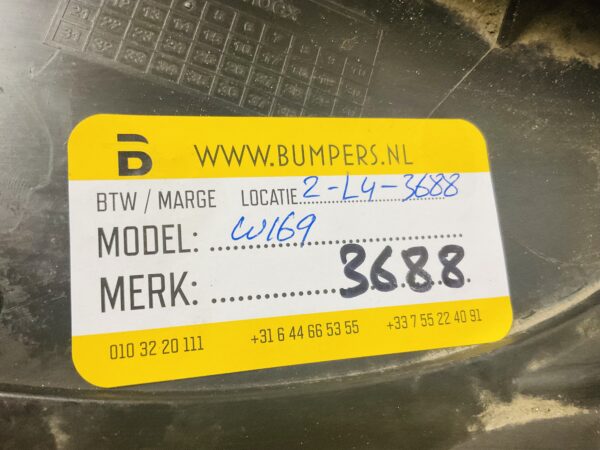 B WWW.BUMPERS.NL
BTW / MARGE LOCATIE 2-L4-3688
MODEL: W169
MERK: 3688
010 32 20 111 +31 6 44 66 53 55 +33 7 55 22 40 91